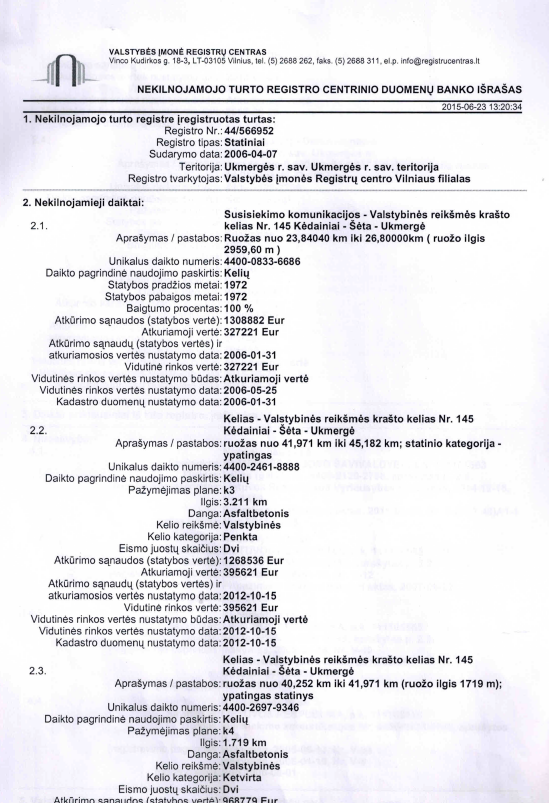 VALSTYBĖS ĮMONĖ REGISTRŲ CENTRAS
Vinco Kudirkos g. 18-3, LT-03105 Vilnius, tel. (5) 2688 262, faks. (5) 2688 311, el.p. info@registrucentras.lt
NEKILNOJAMOJO TURTO REGISTRO CENTRINIO DUOMENŲ BANKO IŠRAŠAS
2015-06-23 13:20:34
1. Nekilnojamojo turto registre įregistruotas turtas:
Registro Nr.: 44/566952
Registro tipas: Statiniai
Sudarymo data: 2006-04-07
Teritorija: Ukmergės r. sav. Ukmergės r. sav. teritorija
Registro tvarkytojas: Valstybės įmonės Registrų centro Vilniaus filialas
2. Nekilnojamieji daiktai:
Susisiekimo komunikacijos - Valstybinės reikšmės krašto
2.1. kelias Nr. 145 Kėdainiai - Šėta - Ukmergė
Aprašymas / pastabos: Ruožas nuo 23,84040 km iki 26,80000km ( ruožo ilgis
2959,60 m )
Unikalus daikto numeris: 4400-0833-6686
Daikto pagrindinė naudojimo paskirtis: Kelių
Statybos pradžios metai: 1972
Statybos pabaigos metai: 1972
Baigtumo procentas: 100 %
Atkūrimo sąnaudos (statybos vertė): 1308882 Eur
Atkuriamoji vertė: 327221 Eur
Atkūrimo sąnaudų (statybos vertės) ir
atkuriamosios vertės nustatymo data: 2006-01-31
Vidutinė rinkos vertė: 327221 Eur
Vidutinės rinkos vertės nustatymo būdas: Atkuriamoji vertė
Vidutinės rinkos vertės nustatymo data: 2006-05-25
Kadastro duomenų nustatymo data: 2006-01-31
Kelias - Valstybinės reikšmės krašto kelias Nr. 145
2.2. Kėdainiai - Šėta - Ukmergė
Aprašymas / pastabos: ruožas nuo 41,971 km iki 45,182 km; statinio kategorija -
ypatingas
Unikalus daikto numeris: 4400-2461-8888
Daikto pagrindinė naudojimo paskirtis: Kelių
Pažymėjimas plane: k3
Ilgis: 3.211 km
Danga: Asfaltbetonis
Kelio reikšmė: Valstybinės
Kelio kategorija: Penkta
Eismo juostų skaičius: Dvi
Atkūrimo sąnaudos (statybos vertė): 1268536 Eur
Atkuriamoji vertė: 395621 Eur
Atkūrimo sąnaudų (statybos vertės) ir
atkuriamosios vertės nustatymo data: 2012-10-15
Vidutinė rinkos vertė: 395621 Eur
Vidutinės rinkos vertės nustatymo būdas: Atkuriamoji vertė
Vidutinės rinkos vertės nustatymo data: 2012-10-15
Kadastro duomenų nustatymo data: 2012-10-15
Kelias - Valstybinės reikšmės krašto kelias Nr. 145
2.3. Kėdainiai - Šėta - Ukmergė
Aprašymas / pastabos: ruožas nuo 40,252 km iki 41,971 km (ruožo ilgis 1719 m);
ypatingas statinys
Unikalus daikto numeris: 4400-2697-9346
Daikto pagrindinė naudojimo paskirtis: Kelių
Pažymėjimas plane: k4
Ilgis: 1.719 km
Danga: Asfaltbetonis
Kelio reikšmė: Valstybinės
Kelio kategorija: Ketvirta
Eismo juostų skaičius: Dvi
Atkūrimo sąnaudos (statybos vertė): 968779 Eur